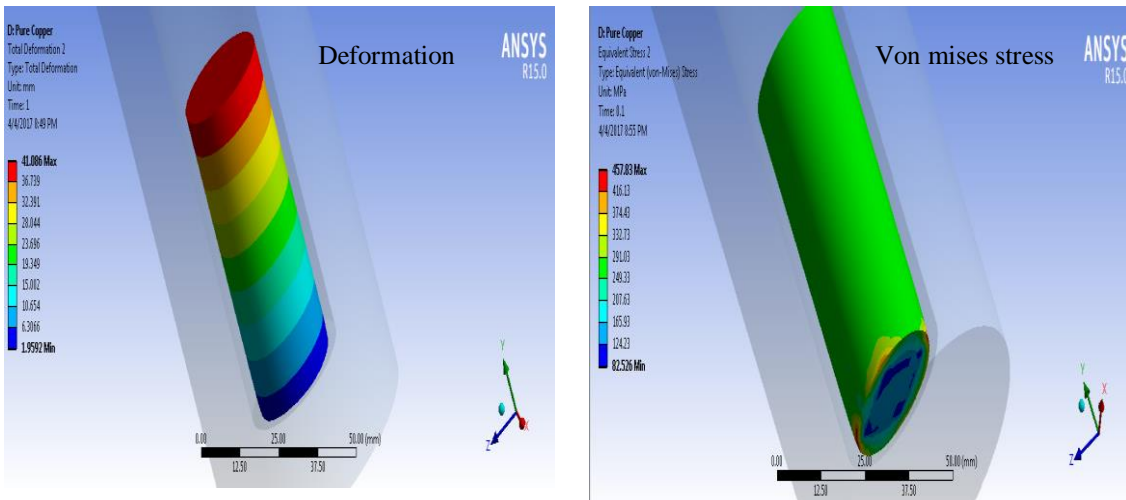 D: Pure Copper
Total Deformation 2
Type: Total Deformation
Unit: mm
Time: 1
4/4/2017 8:49 PM
41.086 Max
36.739
32.391
28.044
23.696
19.349
15.002
10.654
6.3066
1.9592 Min
Deformation
ANSYS
R15.0
Y
X
Z
0.00 25.00 50.00 (mm)
12.50 37.50
D: Pure Copper
Equivalent Stress 2
Type: Equivalent (von-Mises) Stress
Unit: MPa
Time: 0.1
4/4/2017 8:55 PM
457.83 Max
416.13
374.43
332.73
291.03
249.33
207.63
165.93
124.23
82.526 Min
Von mises stress
ANSYS
R15.0
Y
X
Z
0.00 25.00 50.00 (mm)
12.50 37.50